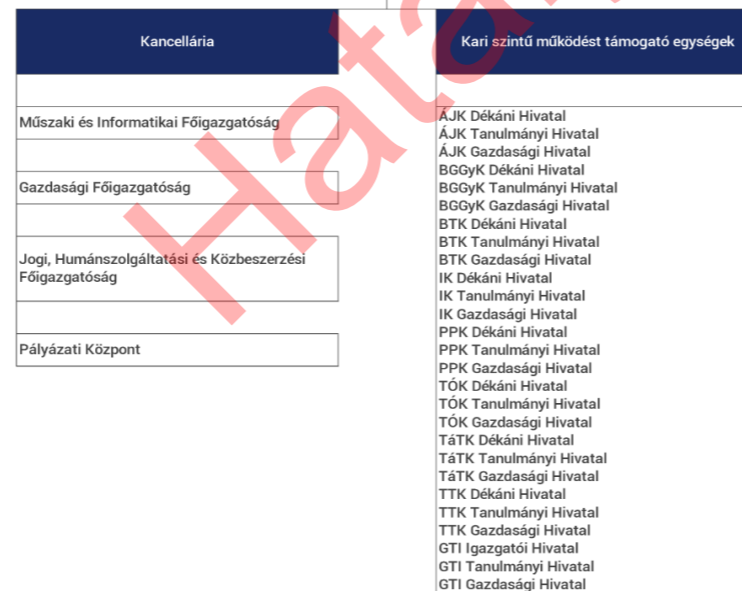 Kancellária
Műszaki és Informatikai Főigazgatóság
Gazdasági Főigazgatóság
Jogi, Humánszolgáltatási és Közbeszerzési
Főigazgatóság
Pályázati Központ
Kari szintű működést támogató egységek
ÁJK Dékáni Hivatal
ÁJK Tanulmányi Hivatal
ÁJK Gazdasági Hivatal
BGGyK Dékáni Hivatal
BGGyK Tanulmányi Hivatal
BGGyK Gazdasági Hivatal
BTK Dékáni Hivatal
BTK Tanulmányi Hivatal
BTK Gazdasági Hivatal
IK Dékáni Hivatal
IK Tanulmányi Hivatal
IK Gazdasági Hivatal
PPK Dékáni Hivatal
PPK Tanulmányi Hivatal
PPK Gazdasági Hivatal
TÓK Dékáni Hivatal
TÓK Tanulmányi Hivatal
TÓK Gazdasági Hivatal
TáTK Dékáni Hivatal
TáTK Tanulmányi Hivatal
TáTK Gazdasági Hivatal
TTK Dékáni Hivatal
TTK Tanulmányi Hivatal
TTK Gazdasági Hivatal
GTI Igazgatói Hivatal
GTI Tanulmányi Hivatal
GTI Gazdasági Hivatal